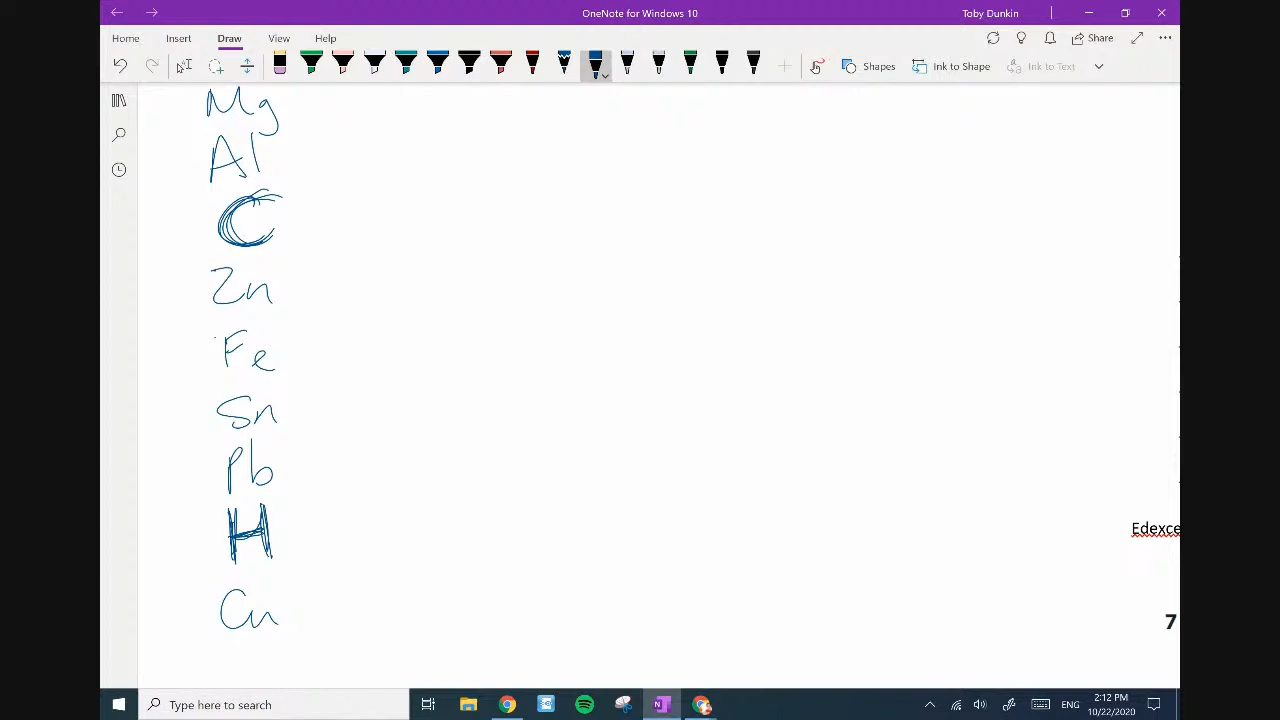 OneNote for Windows 10
Toby Dunkin
Home Insert Draw View Help
Share
Shapes Ink to Shape Ink to Text
Mg
Al
C
Zn
Fe
Sn
Pb
H
Cu
Edexce
7
Type here to search
ENG
2:12 PM
10/22/2020